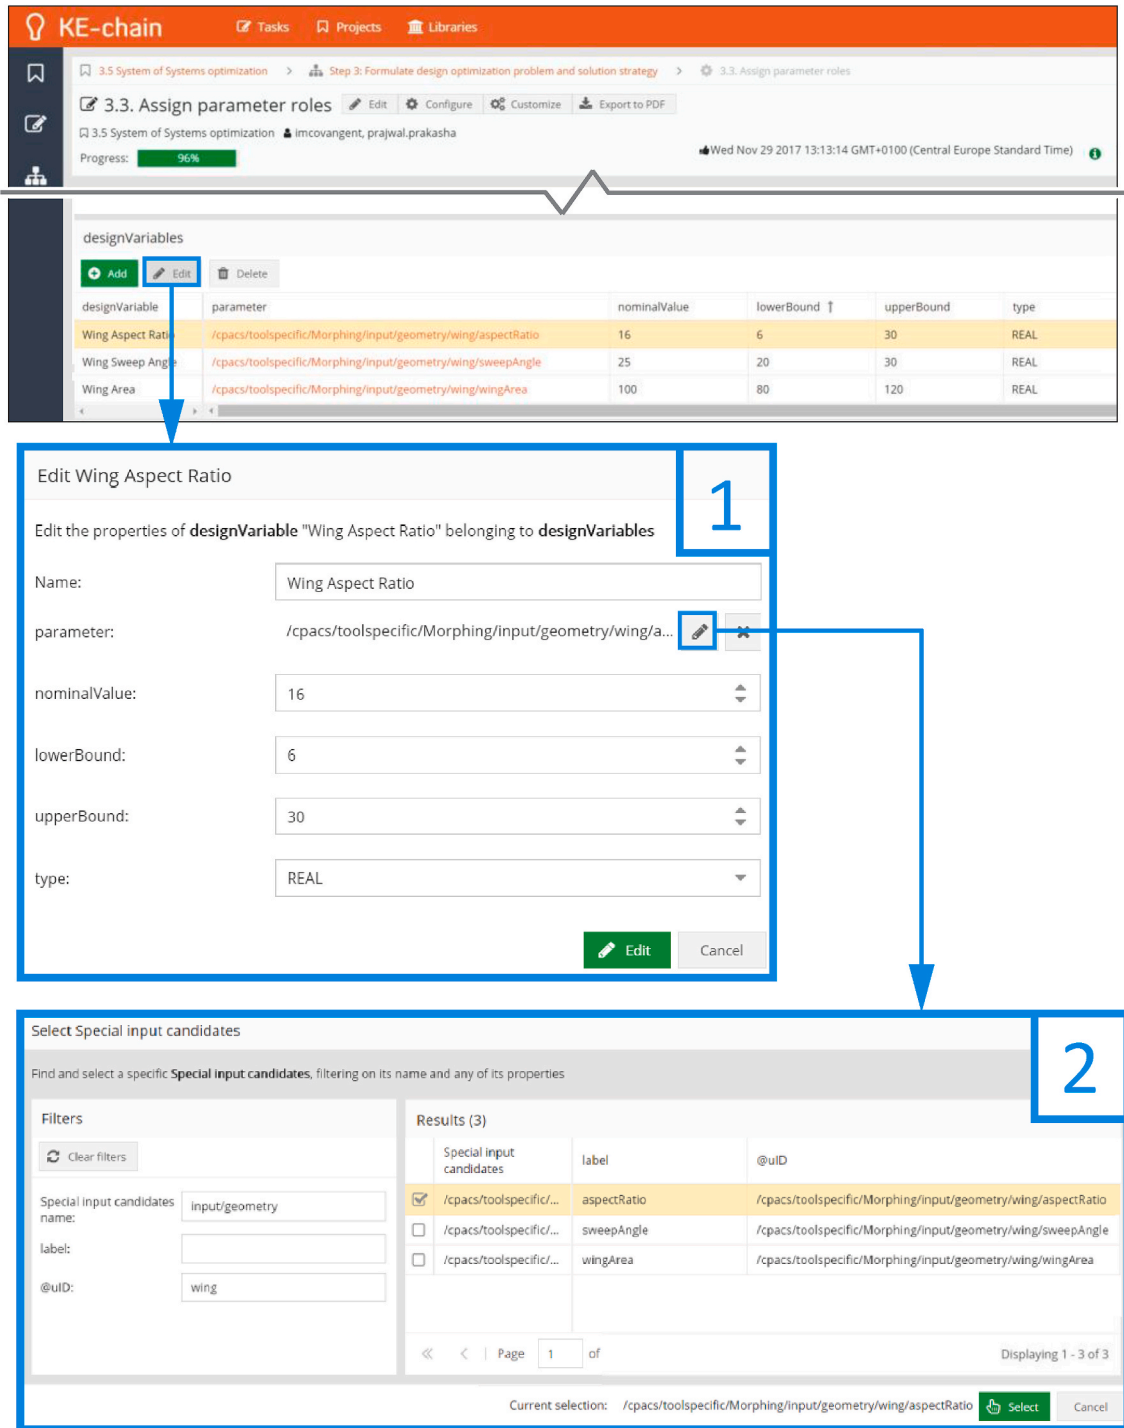 KE-chain Tasks Projects Libraries
3.5 System of Systems optimization > Step 3: Formulate design optimization problem and solution strategy > 3.3. Assign parameter roles
3.3. Assign parameter roles Edit Configure Customize Export to PDF
3.5 System of Systems optimization imcovangent, prajwal.prakasha
Progress: 96% Wed Nov 29 2017 13:13:14 GMT+0100 (Central Europe Standard Time)
designVariables
Add Edit Delete
designVariable parameter nominalValue lowerBound ↑ upperBound type
Wing Aspect Ratio /cpacs/toolspecific/Morphing/input/geometry/wing/aspectRatio 16 6 30 REAL
Wing Sweep Angle /cpacs/toolspecific/Morphing/input/geometry/wing/sweepAngle 25 20 30 REAL
Wing Area /cpacs/toolspecific/Morphing/input/geometry/wing/wingArea 100 80 120 REAL
Edit Wing Aspect Ratio
1
Edit the properties of designVariable "Wing Aspect Ratio" belonging to designVariables
Name: Wing Aspect Ratio
parameter: /cpacs/toolspecific/Morphing/input/geometry/wing/a...
nominalValue: 16
lowerBound: 6
upperBound: 30
type: REAL
Edit Cancel
Select Special input candidates
2
Find and select a specific Special input candidates, filtering on its name and any of its properties
Filters
Clear filters
Special input candidates name: input/geometry
label:
@uID: wing
Results (3)
Special input candidates label @uID
/cpacs/toolspecific/... aspectRatio /cpacs/toolspecific/Morphing/input/geometry/wing/aspectRatio
/cpacs/toolspecific/... sweepAngle /cpacs/toolspecific/Morphing/input/geometry/wing/sweepAngle
/cpacs/toolspecific/... wingArea /cpacs/toolspecific/Morphing/input/geometry/wing/wingArea
Page 1 of Displaying 1 - 3 of 3
Current selection: /cpacs/toolspecific/Morphing/input/geometry/wing/aspectRatio Select Cancel